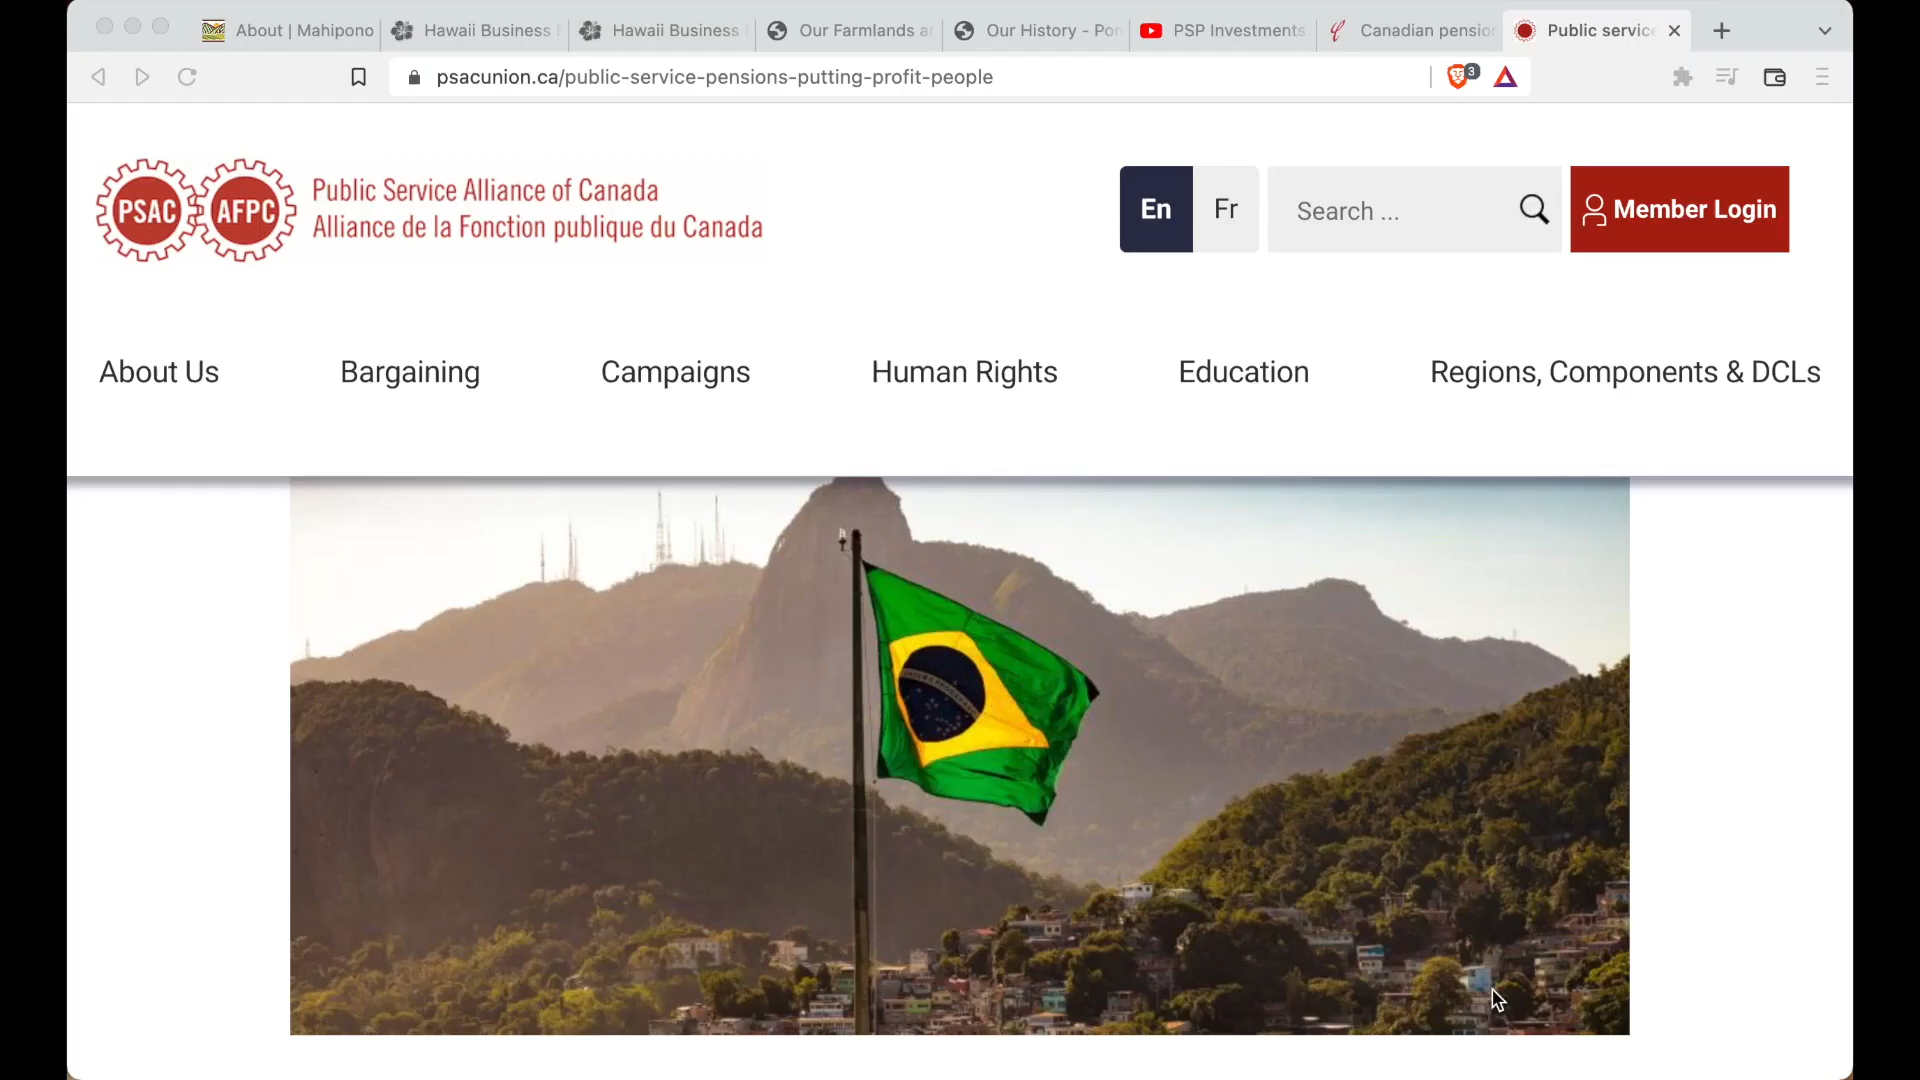 About | Mahipono
Hawaii Business
Hawaii Business
Our Farmlands
Our History - Pon
PSP Investments
Canadian pensio
Public servic
psacunion.ca/public-service-pensions-putting-profit-people
3
PSAC AFPC
Public Service Alliance of Canada
Alliance de la Fonction publique du Canada
En
Fr
Search ...
Member Login
About Us
Bargaining
Campaigns
Human Rights
Education
Regions, Components & DCLs